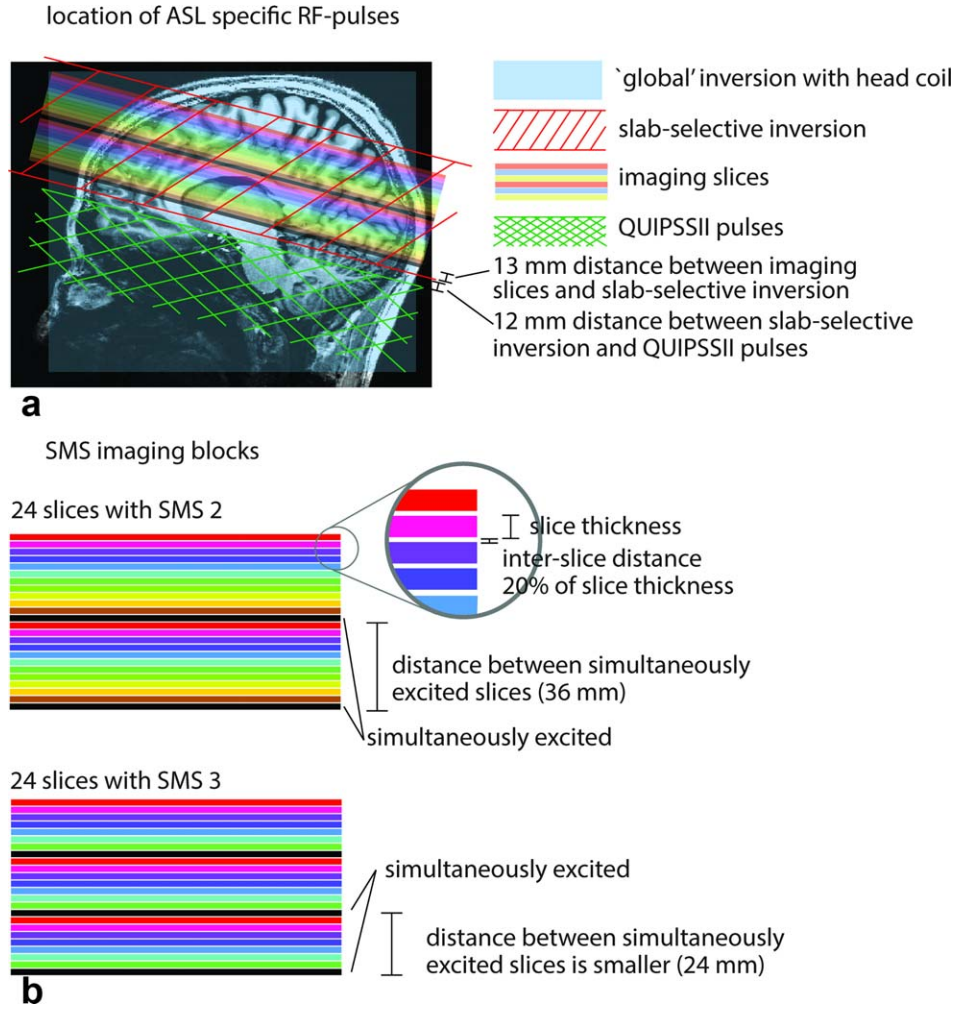 location of ASL specific RF-pulses
`global' inversion with head coil
slab-selective inversion
imaging slices
QUIPSSII pulses
13 mm distance between imaging
slices and slab-selective inversion
12 mm distance between slab-selective
inversion and QUIPSSII pulses
a
SMS imaging blocks
24 slices with SMS 2
slice thickness
inter-slice distance
20% of slice thickness
distance between simultaneously
excited slices (36 mm)
simultaneously excited
24 slices with SMS 3
simultaneously excited
distance between simultaneously
excited slices is smaller (24 mm)
b